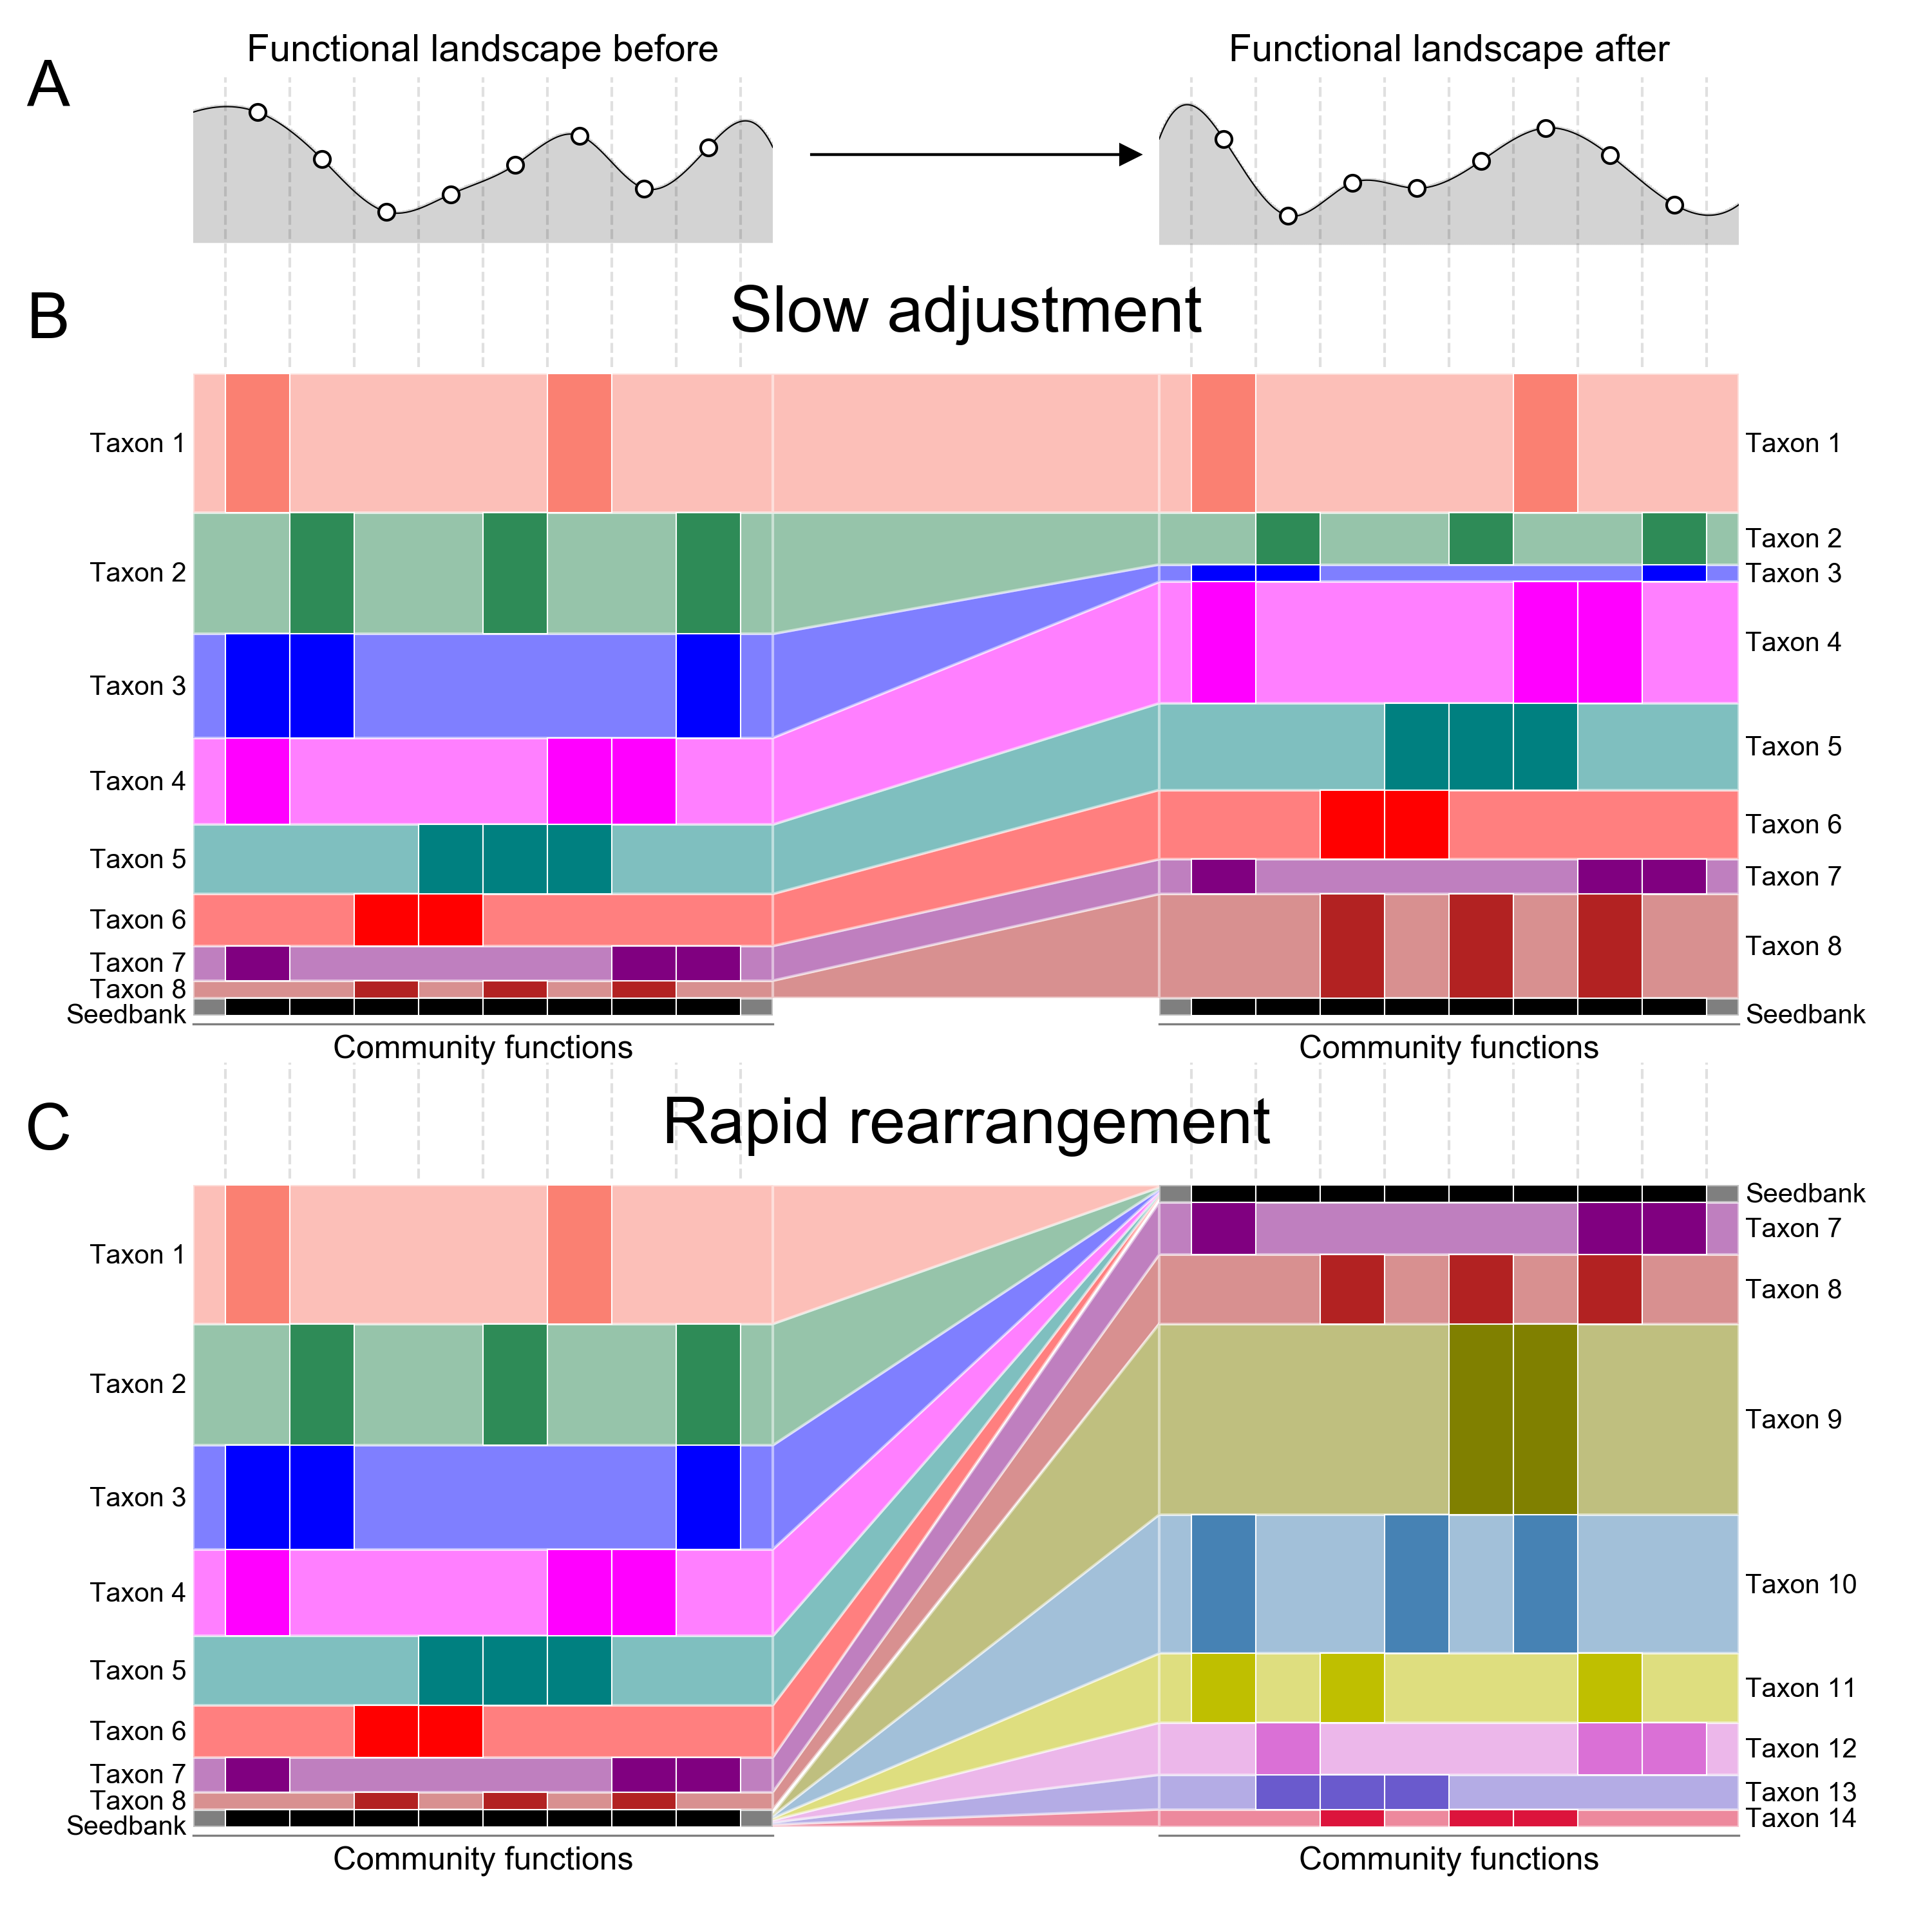 A
Functional landscape before
Functional landscape after
B
Slow adjustment
Taxon 1
Taxon 2
Taxon 3
Taxon 4
Taxon 5
Taxon 6
Taxon 7
Taxon 8
Seedbank
Taxon 1
Taxon 2
Taxon 3
Taxon 4
Taxon 5
Taxon 6
Taxon 7
Taxon 8
Seedbank
Community functions
Community functions
C
Rapid rearrangement
Taxon 1
Taxon 2
Taxon 3
Taxon 4
Taxon 5
Taxon 6
Taxon 7
Taxon 8
Seedbank
Seedbank
Taxon 7
Taxon 8
Taxon 9
Taxon 10
Taxon 11
Taxon 12
Taxon 13
Taxon 14
Community functions
Community functions